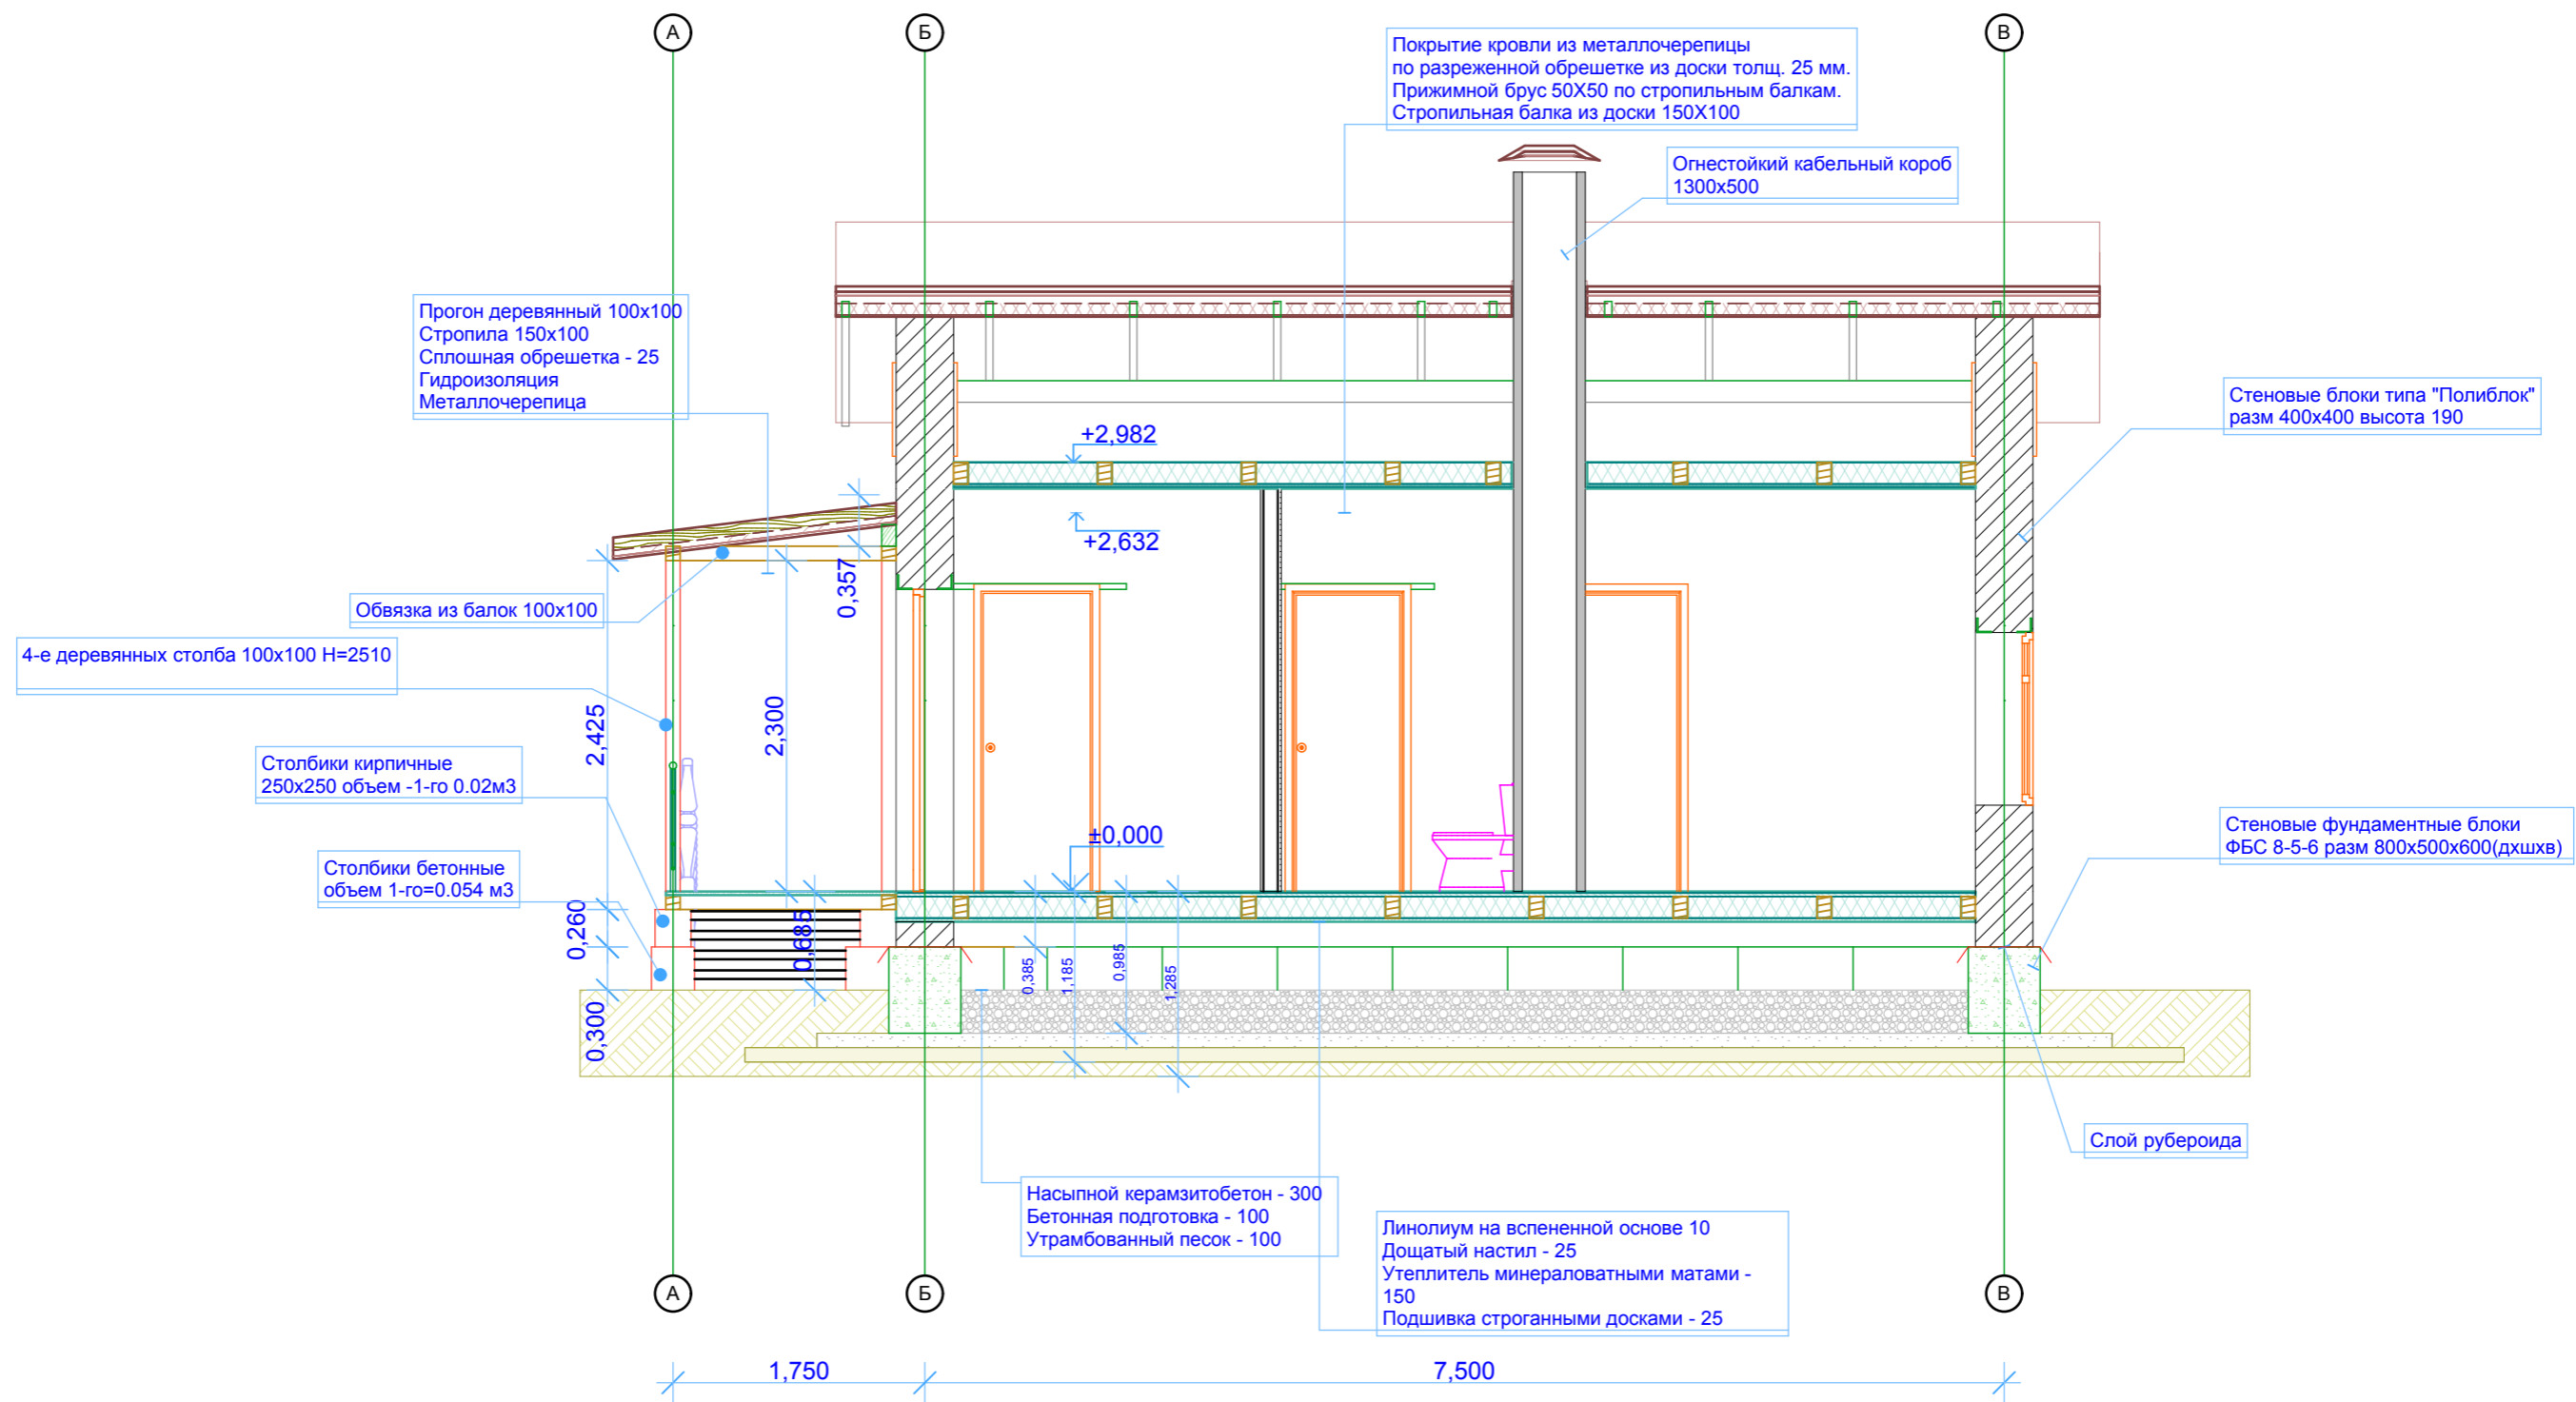 А
Б
В
Покрытие кровли из металлочерепицы
по разреженной обрешетке из доски толщ. 25 мм.
Прижимной брус 50Х50 по стропильным балкам.
Стропильная балка из доски 150Х100
Огнестойкий кабельный короб
1300х500
Прогон деревянный 100х100
Стропила 150х100
Сплошная обрешетка - 25
Гидроизоляция
Металлочерепица
Стеновые блоки типа "Полиблок"
разм 400х400 высота 190
+2,982
+2,632
0,357
Обвязка из балок 100х100
4-е деревянных столба 100х100 Н=2510
2,425
2,300
Столбики кирпичные
250х250 объем -1-го 0.02м3
±0,000
Стеновые фундаментные блоки
ФБС 8-5-6 разм 800х500х600(дхшхв)
Столбики бетонные
объем 1-го=0.054 м3
0,260
0,685
0,385
1,185
0,985
1,285
0,300
Слой рубероида
Насыпной керамзитобетон - 300
Бетонная подготовка - 100
Утрамбованный песок - 100
Линолиум на вспененной основе 10
Дощатый настил - 25
Утеплитель минераловатными матами -
150
Подшивка строганными досками - 25
А
Б
В
1,750
7,500